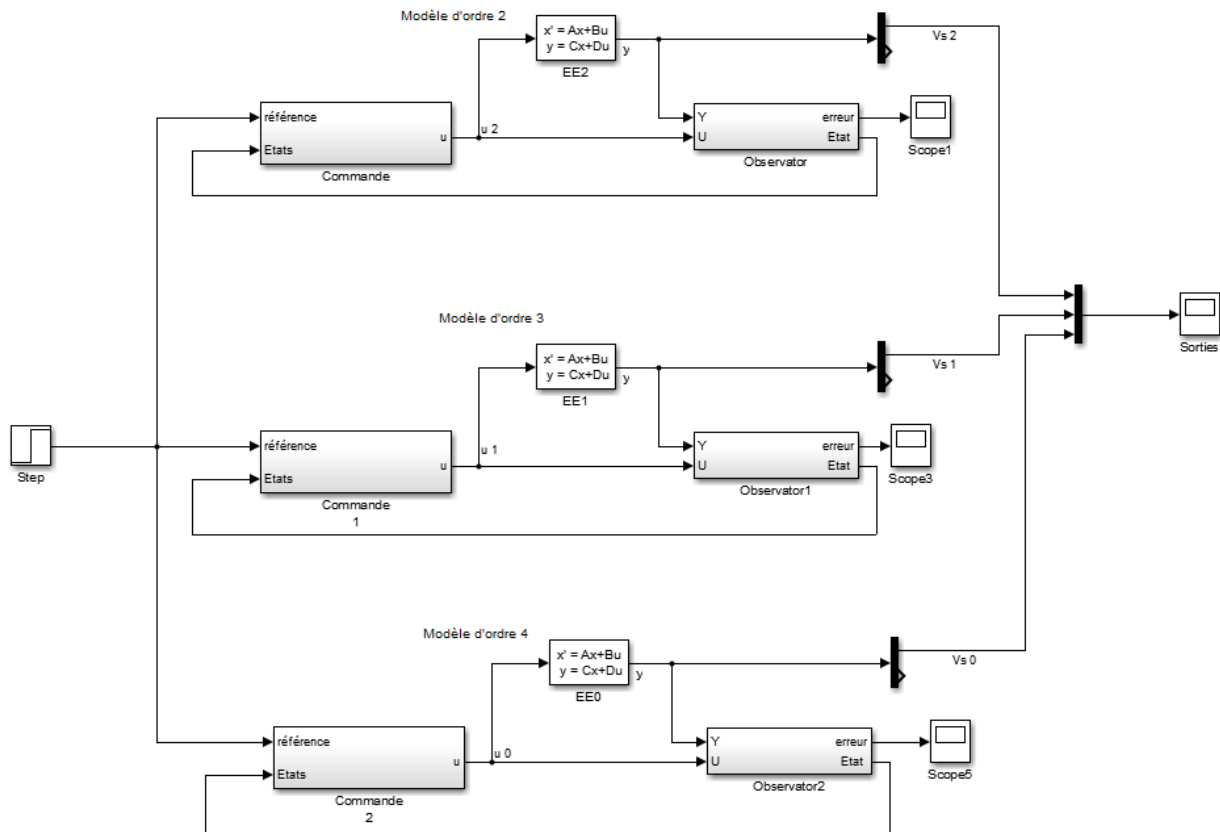 Modèle d'ordre 2
x' = Ax+Bu
y = Cx+Du
y
EE2
Vs 2
référence
Etats
u
Commande
u 2
Y
U
erreur
Etat
Observator
Scope1
Modèle d'ordre 3
x' = Ax+Bu
y = Cx+Du
y
EE1
Vs 1
Sorties
Step
référence
Etats
u
Commande
1
u 1
Y
U
erreur
Etat
Observator1
Scope3
Modèle d'ordre 4
x' = Ax+Bu
y = Cx+Du
y
EE0
Vs 0
référence
Etats
u
Commande
2
u 0
Y
U
erreur
Etat
Observator2
Scope5